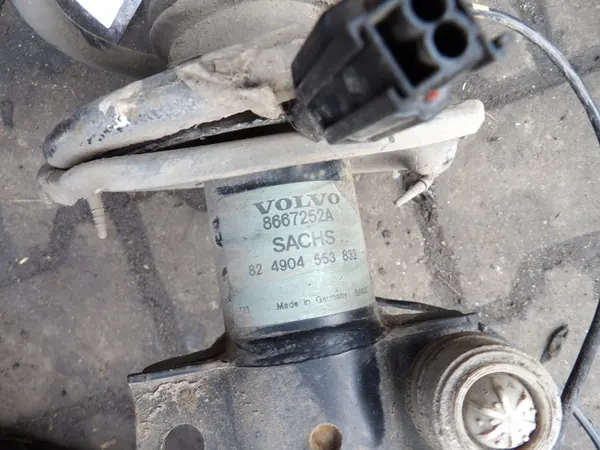 VOLVO
8667252A
SACHS
82 4904 553 832
Made in Germany